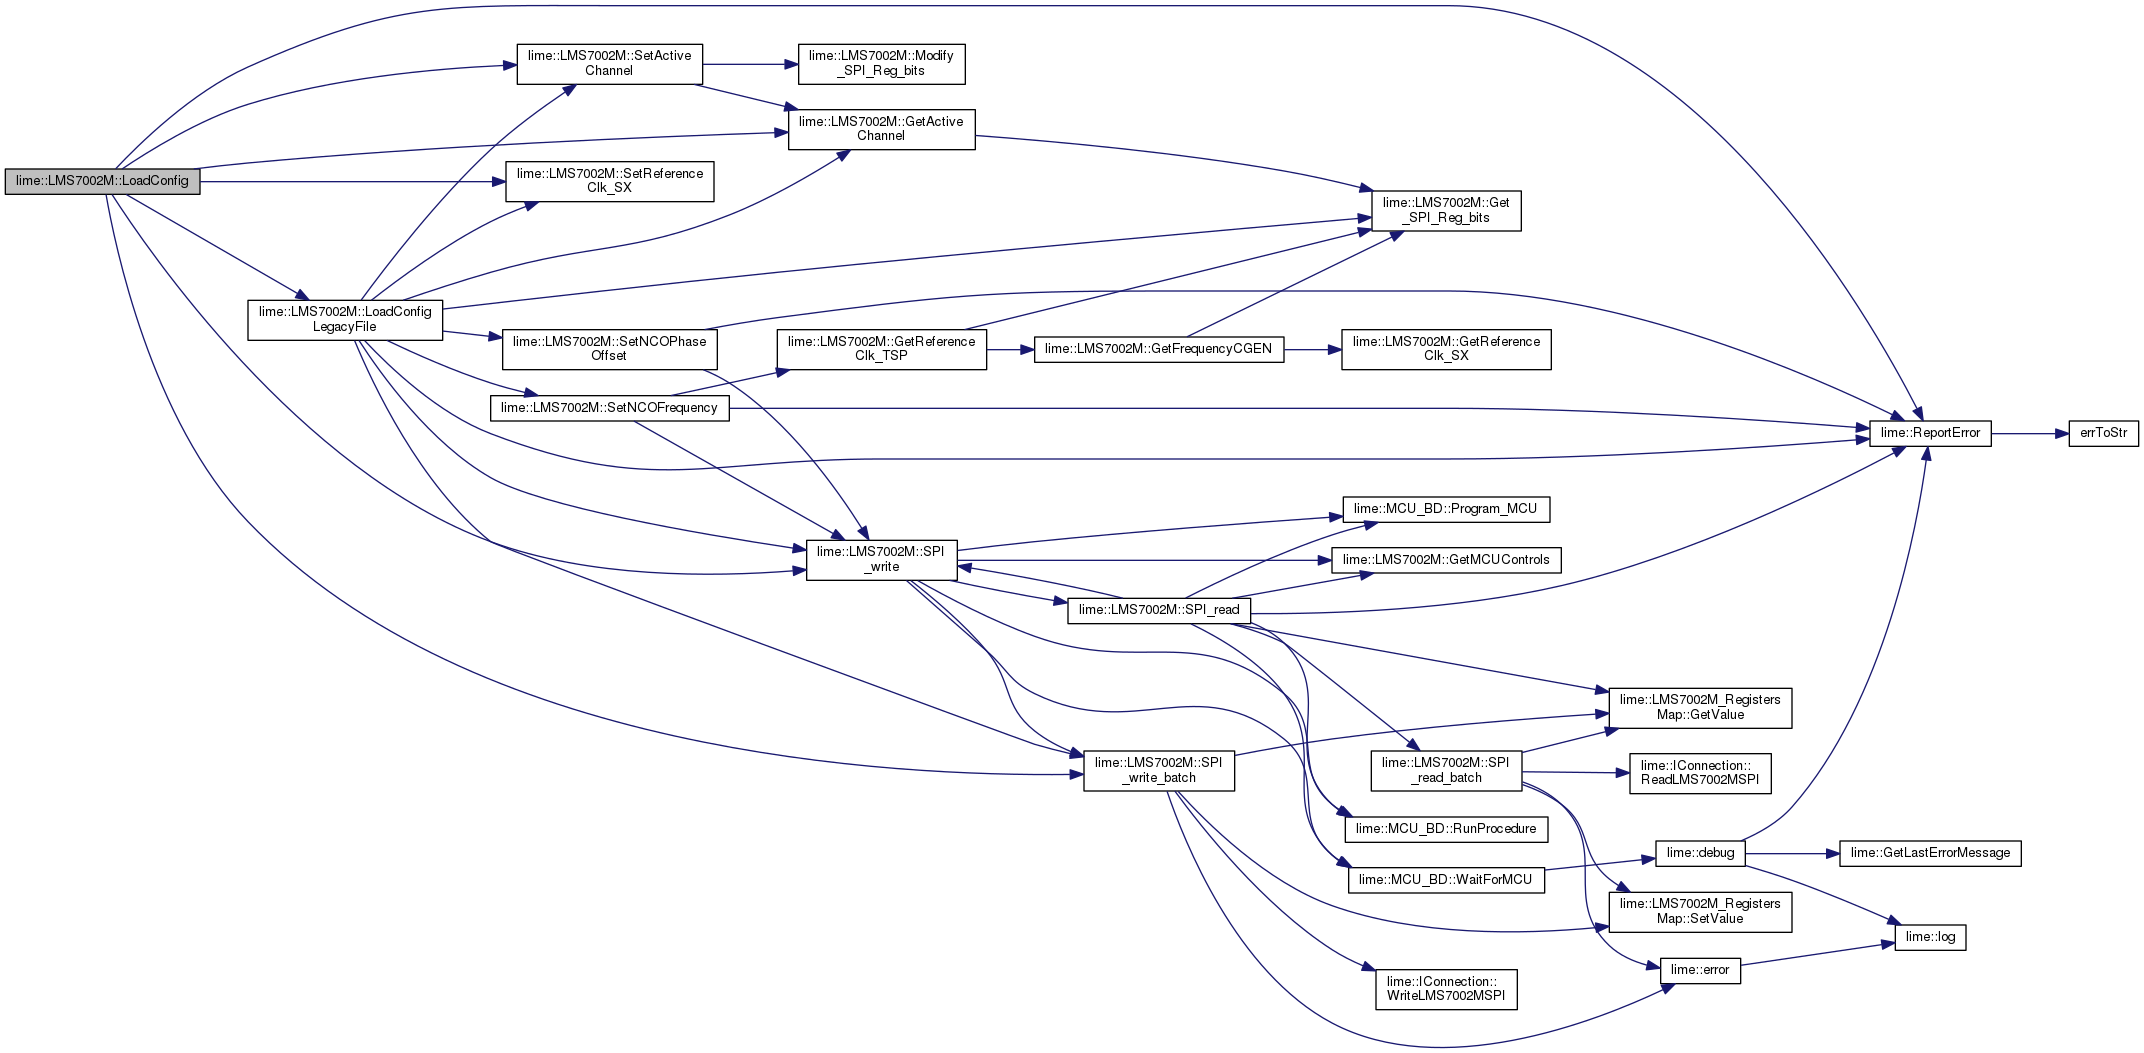 lime::LMS7002M::LoadConfig
lime::LMS7002M::SetActive
Channel
lime::LMS7002M::Modify
_SPI_Reg_bits
lime::LMS7002M::GetActive
Channel
lime::LMS7002M::SetReference
Clk_SX
lime::LMS7002M::Get
_SPI_Reg_bits
lime::LMS7002M::LoadConfig
LegacyFile
lime::LMS7002M::SetNCOPhase
Offset
lime::LMS7002M::GetReference
Clk_TSP
lime::LMS7002M::GetFrequencyCGEN
lime::LMS7002M::GetReference
Clk_SX
lime::LMS7002M::SetNCOFrequency
lime::ReportError
errToStr
lime::MCU_BD::Program_MCU
lime::LMS7002M::SPI
_write
lime::LMS7002M::GetMCUControls
lime::LMS7002M::SPI_read
lime::LMS7002M_Registers
Map::GetValue
lime::LMS7002M::SPI
_write_batch
lime::LMS7002M::SPI
_read_batch
lime::IConnection::
ReadLMS7002MSPI
lime::MCU_BD::RunProcedure
lime::debug
lime::GetLastErrorMessage
lime::MCU_BD::WaitForMCU
lime::LMS7002M_Registers
Map::SetValue
lime::log
lime::error
lime::IConnection::
WriteLMS7002MSPI